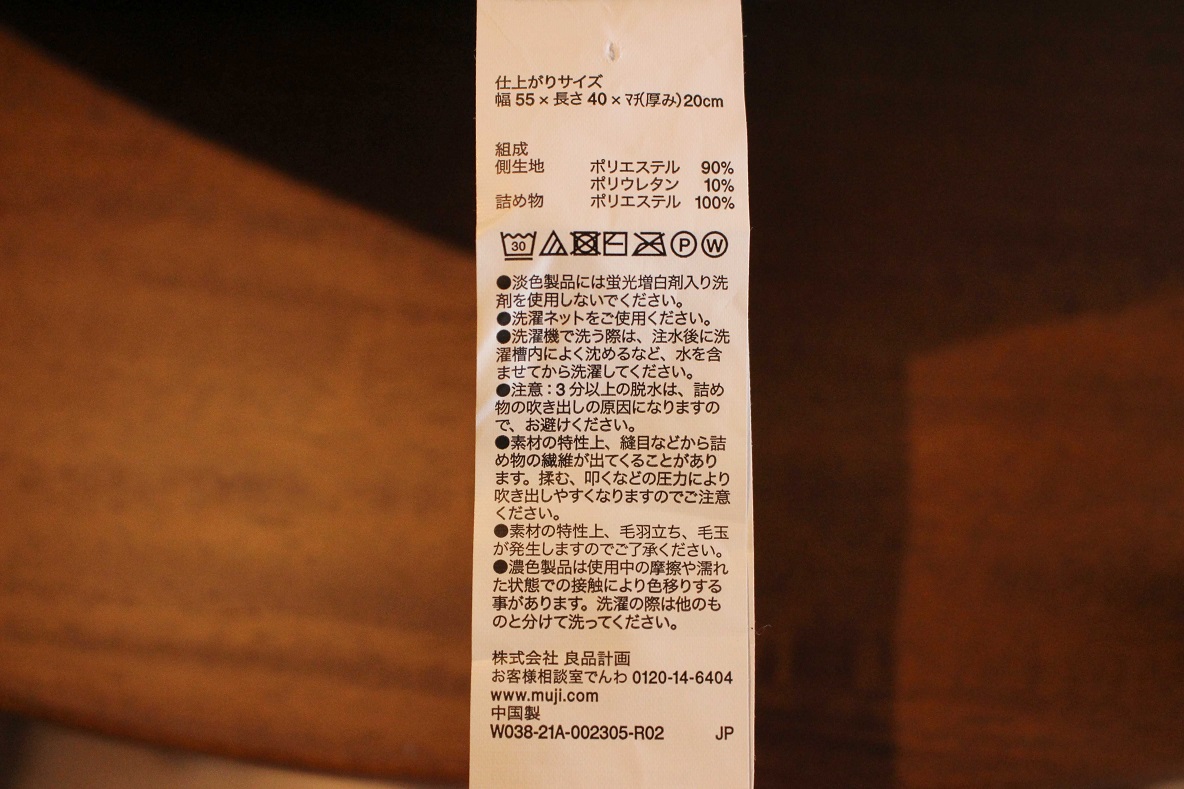 仕上がりサイズ
幅 55 × 長さ 40 × ﾏﾁ(厚み)20cm
組成
側生地 ポリエステル 90%
ポリウレタン 10%
詰め物 ポリエステル 100%
30 P W
●淡色製品には蛍光増白剤入り洗
剤を使用しないでください。
●洗濯ネットをご使用ください。
●洗濯機で洗う際は、注水後に洗
濯槽内によく沈めるなど、水を含
ませてから洗濯してください。
●注意：3 分以上の脱水は、詰め
物の吹き出しの原因になりますの
で、お避けください。
●素材の特性上、縫目などから詰
め物の繊維が出てくることがあり
ます。揉む、叩くなどの圧力により
吹き出しやすくなりますのでご注意
ください。
●素材の特性上、毛羽立ち、毛玉
が発生しますのでご了承ください。
●濃色製品は使用中の摩擦や濡れ
た状態での接触により色移りする
事があります。洗濯の際は他のも
のと分けて洗ってください。
株式会社 良品計画
お客様相談室でんわ 0120-14-6404
www.muji.com
中国製
W038-21A-002305-R02 JP